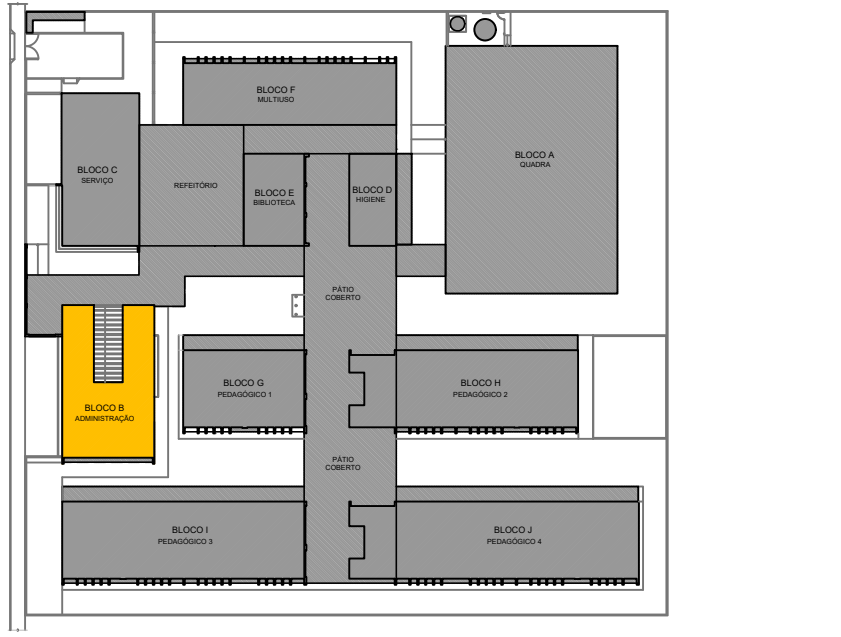 BLOCO F
MULTIUSO
BLOCO A
QUADRA
BLOCO C
SERVIÇO
REFEITÓRIO
BLOCO E
BIBLIOTECA
BLOCO D
HIGIENE
PÁTIO
COBERTO
BLOCO G
PEDAGÓGICO 1
BLOCO H
PEDAGÓGICO 2
BLOCO B
ADMINISTRAÇÃO
PÁTIO
COBERTO
BLOCO I
PEDAGÓGICO 3
BLOCO J
PEDAGÓGICO 4